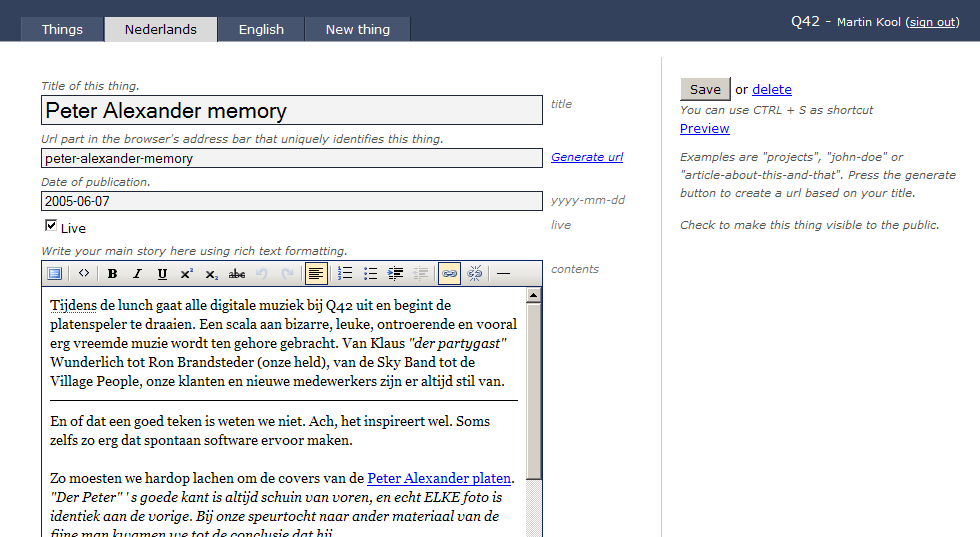 Things Nederlands English New thing Q42 - Martin Kool (sign out)
Title of this thing.
Peter Alexander memory title
Url part in the browser's address bar that uniquely identifies this thing.
peter-alexander-memory Generate url
Date of publication.
2005-06-07 yyyy-mm-dd
Live live
Write your main story here using rich text formatting.
B I U x² x₂ abc contents
Tijdens de lunch gaat alle digitale muziek bij Q42 uit en begint de
platenspeler te draaien. Een scala aan bizarre, leuke, ontroerende en vooral
erg vreemde muzie wordt ten gehore gebracht. Van Klaus "der partygast"
Wunderlich tot Ron Brandsteder (onze held), van de Sky Band tot de
Village People, onze klanten en nieuwe medewerkers zijn er altijd stil van.
En of dat een goed teken is weten we niet. Ach, het inspireert wel. Soms
zelfs zo erg dat spontaan software ervoor maken.
Zo moesten we hardop lachen om de covers van de Peter Alexander platen.
"Der Peter" ' s goede kant is altijd schuin van voren, en echt ELKE foto is
identiek aan de vorige. Bij onze speurtocht naar ander materiaal van de
fijne man kwamen we tot de conclusie dat hij
Save or delete
You can use CTRL + S as shortcut
Preview
Examples are "projects", "john-doe" or
"article-about-this-and-that". Press the generate
button to create a url based on your title.
Check to make this thing visible to the public.